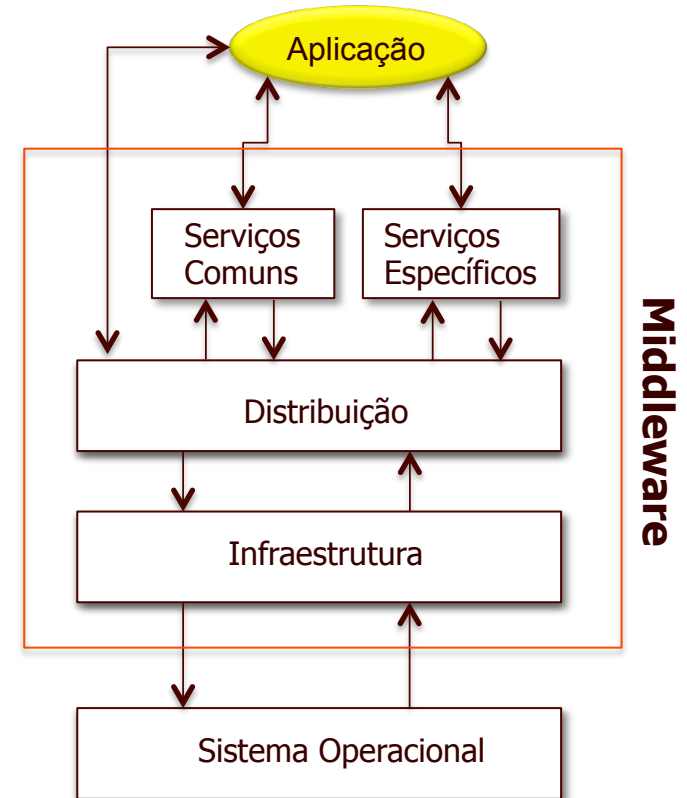 Aplicação
Serviços
Comuns
Serviços
Específicos
Middleware
Distribuição
Infraestrutura
Sistema Operacional